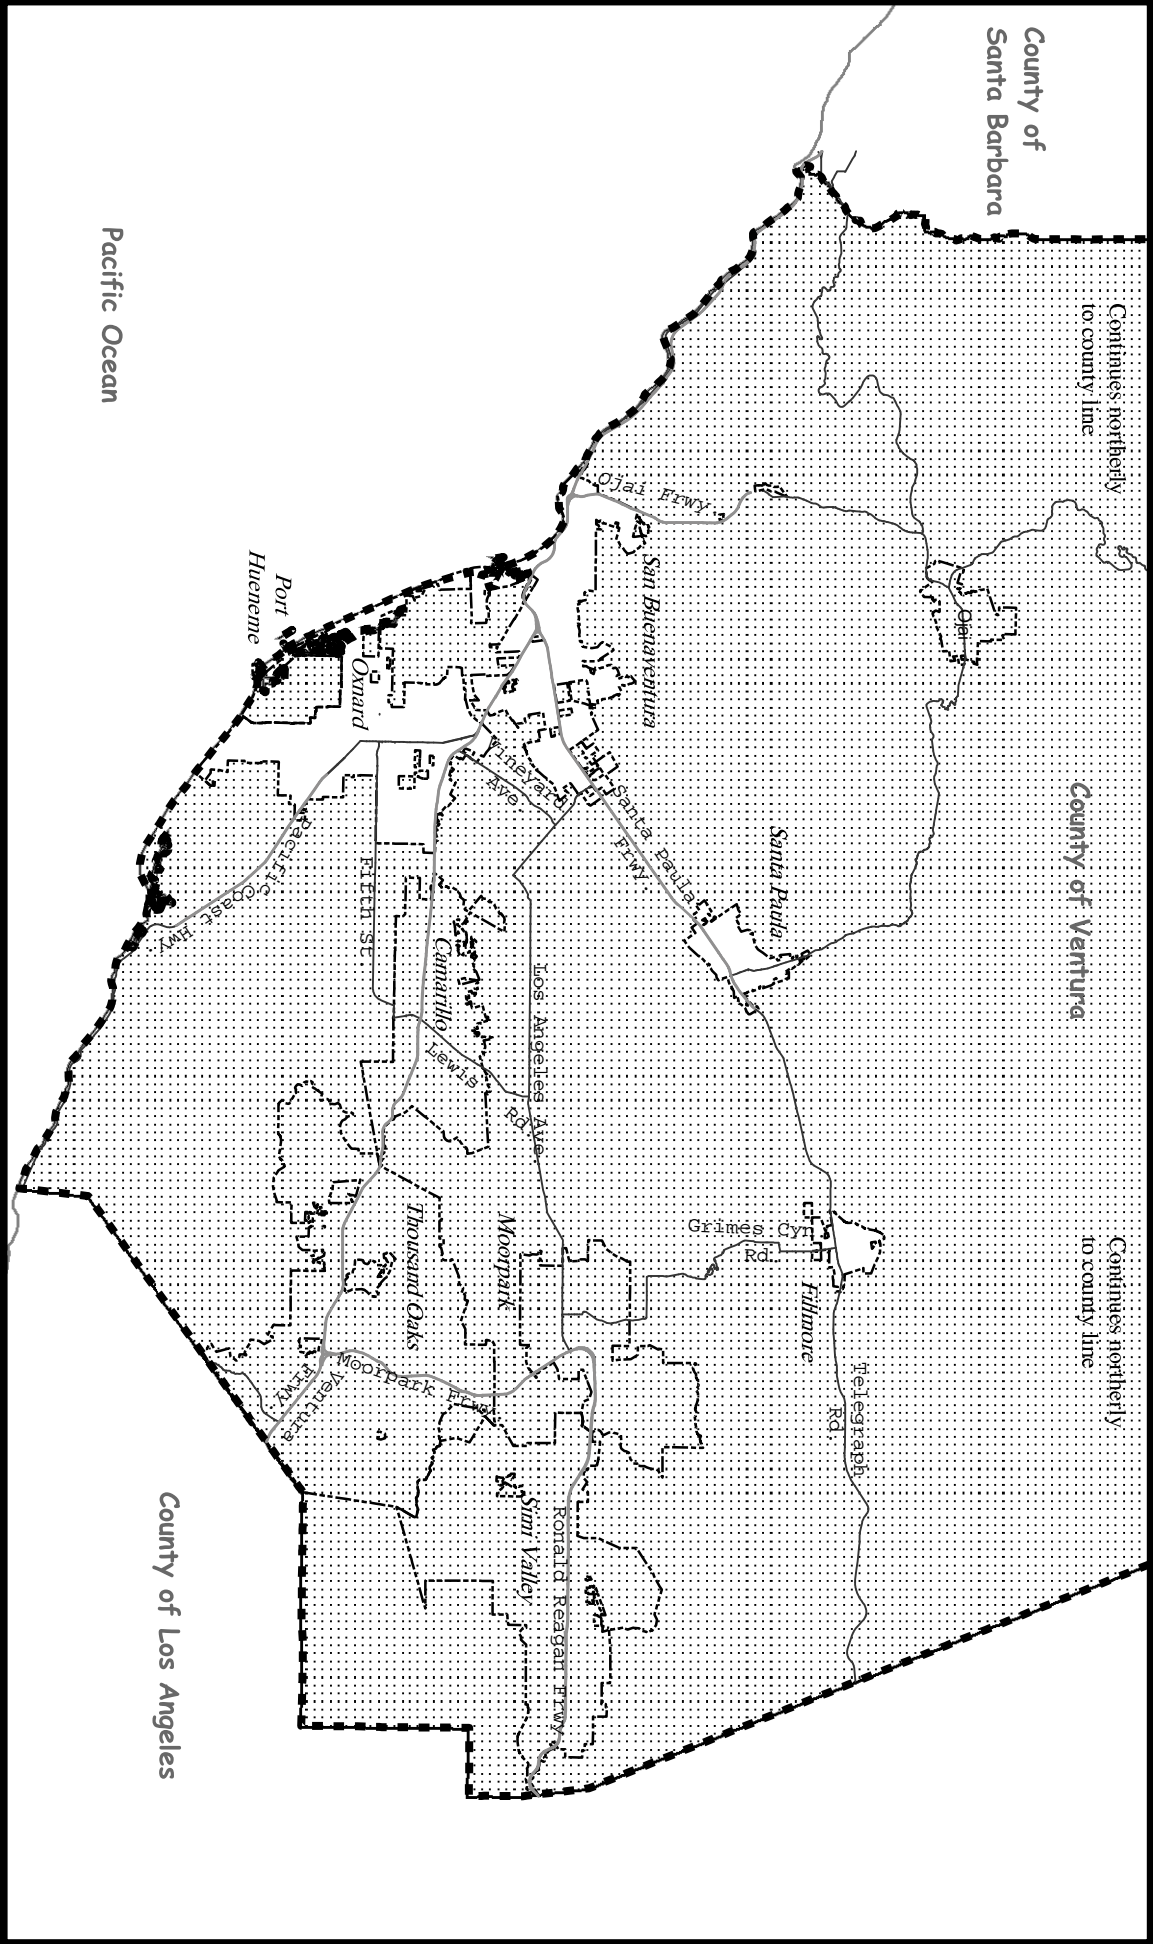 County of
Santa Barbara
Continues northerly
to county line
County of Ventura
Continues northerly
to county line
Pacific Ocean
County of Los Angeles
Ojai Frwy.
San Buenaventura
Ojai
Port
Hueneme
Oxnard
Vineyard
Ave.
Santa Paula
Frwy.
Santa Paula
Pacific Coast Hwy
Fifth St
Camarillo
Los Angeles Ave.
Lewis
Rd.
Grimes Cyn
Rd.
Fillmore
Telegraph
Rd.
Thousand Oaks
Moorpark
Moorpark Frwy
Ventura
Frwy.
Simi Valley
Ronald Reagan Frwy